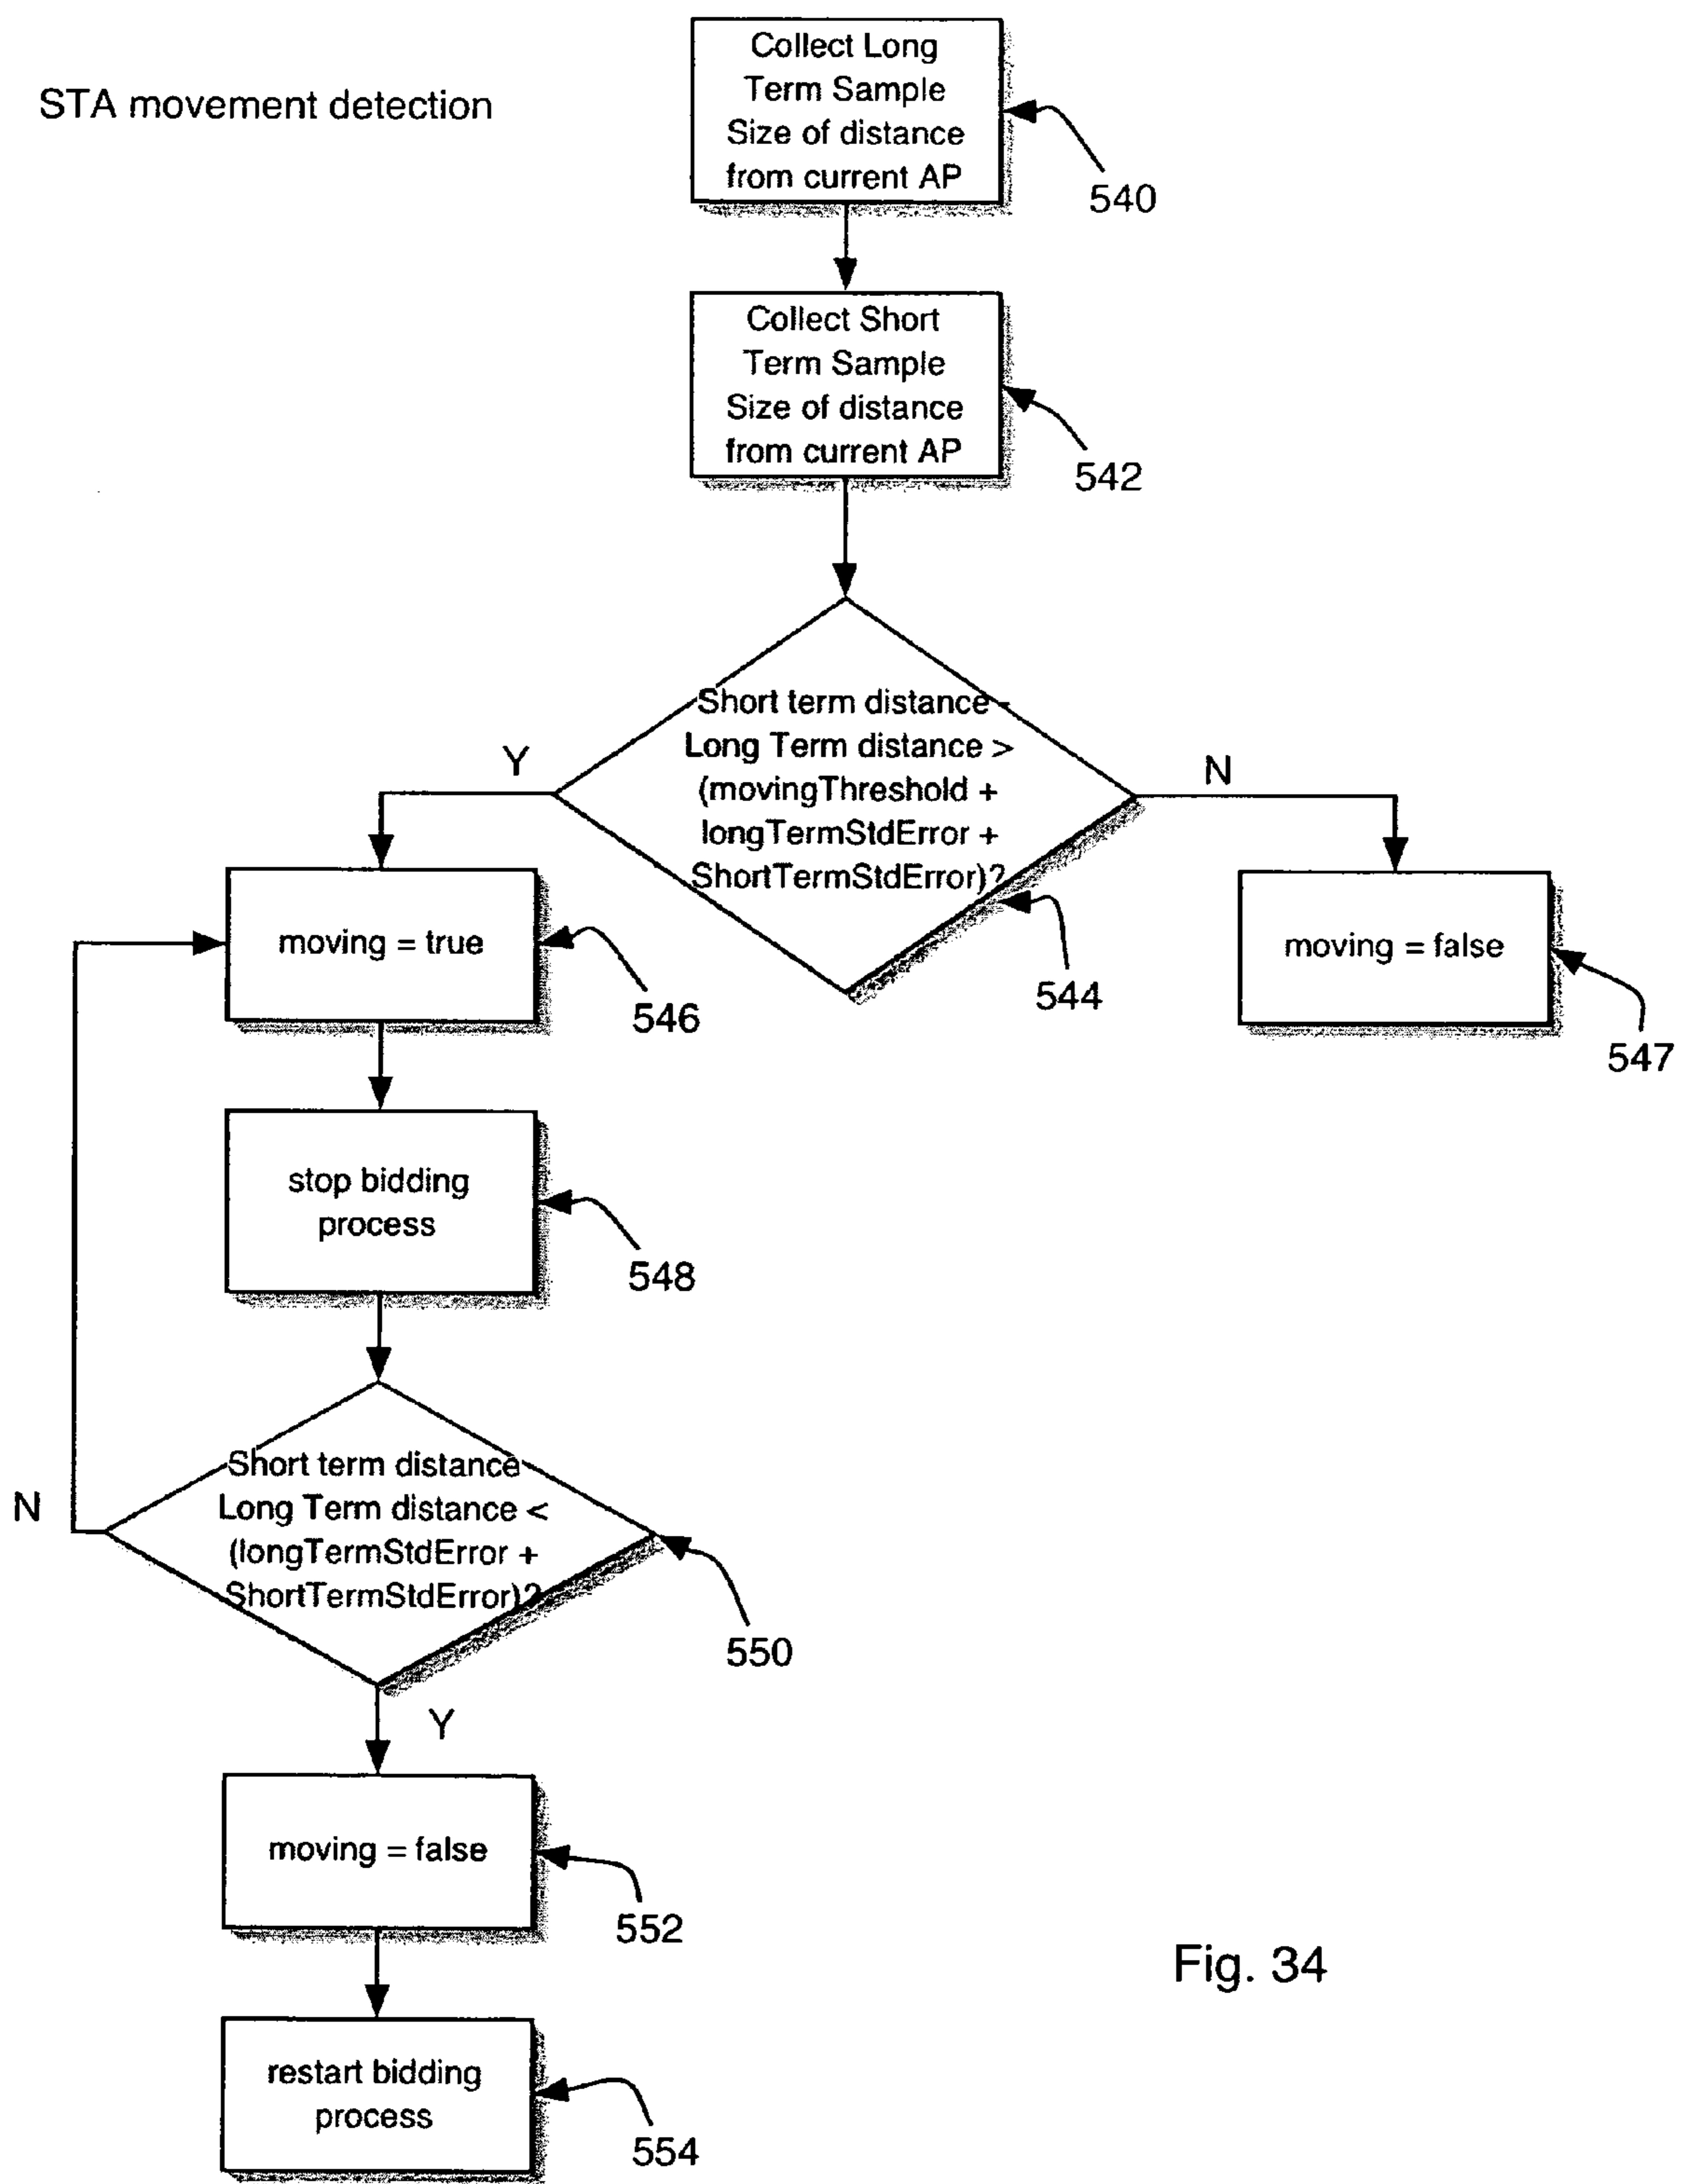 STA movement detection
Collect Long
Term Sample
Size of distance
from current AP
540
Collect Short
Term Sample
Size of distance
from current AP
542
Short term distance -
Long Term distance >
(movingThreshold +
longTermStdError +
ShortTermStdError)?
544
Y
N
moving = true
546
moving = false
547
stop bidding
process
548
Short term distance
Long Term distance <
(longTermStdError +
ShortTermStdError)?
550
N
Y
moving = false
552
restart bidding
process
554
Fig. 34